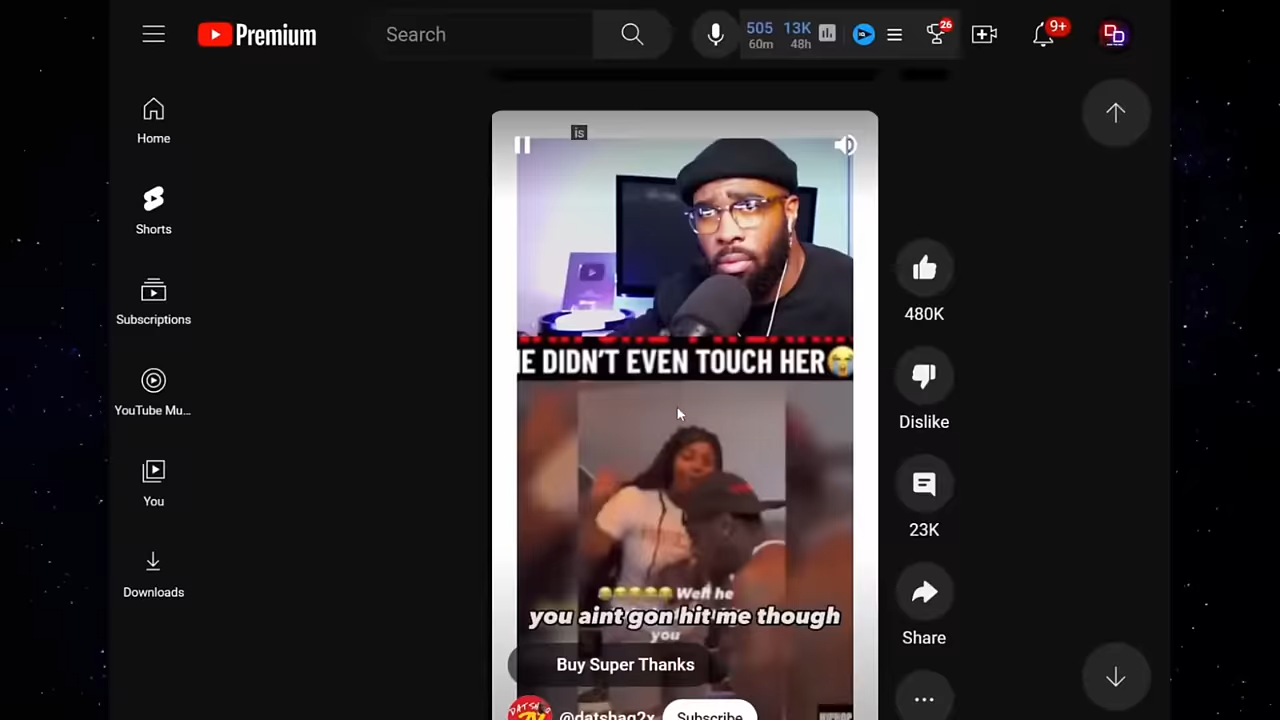 Premium
Search
505
60m
13K
48h
26
9+
Home
Shorts
Subscriptions
YouTube Mu...
You
Downloads
is
E DIDN'T EVEN TOUCH HER😭
😂😂😂😂😂 Well he
you aint gon hit me though
you
Buy Super Thanks
@datshaq2x
Subscribe
480K
Dislike
23K
Share